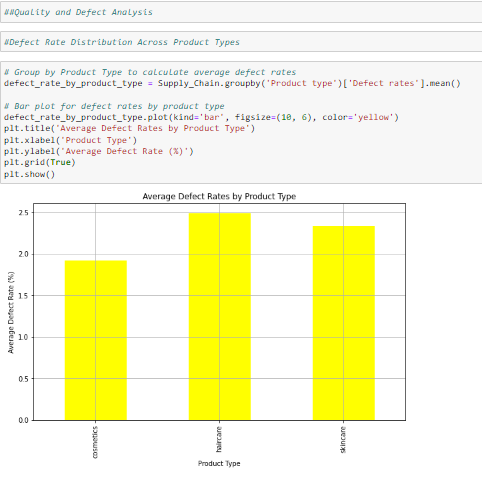 ##Quality and Defect Analysis
#Defect Rate Distribution Across Product Types
# Group by Product Type to calculate average defect rates
defect_rate_by_product_type = Supply_Chain.groupby('Product type')['Defect rates'].mean()
# Bar plot for defect rates by product type
defect_rate_by_product_type.plot(kind='bar', figsize=(10, 6), color='yellow')
plt.title('Average Defect Rates by Product Type')
plt.xlabel('Product Type')
plt.ylabel('Average Defect Rate (%)')
plt.grid(True)
plt.show()
Average Defect Rates by Product Type
Average Defect Rate (%)
2.5
2.0
1.5
1.0
0.5
0.0
cosmetics
haircare
skincare
Product Type